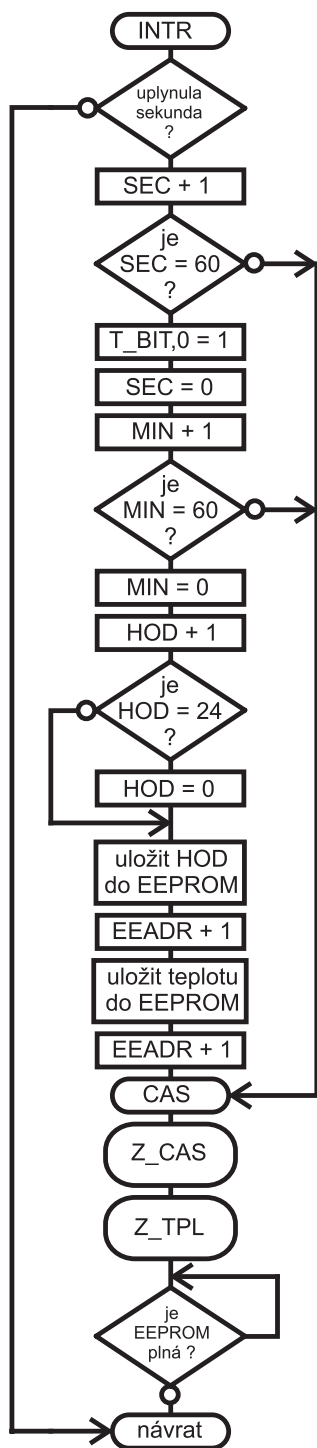 INTR
uplynula
sekunda
?
SEC + 1
je
SEC = 60
?
T_BIT,0 = 1
SEC = 0
MIN + 1
je
MIN = 60
?
MIN = 0
HOD + 1
je
HOD = 24
?
HOD = 0
uložit HOD
do EEPROM
EEADR + 1
uložit teplotu
do EEPROM
EEADR + 1
CAS
Z_CAS
Z_TPL
je
EEPROM
plná ?
návrat